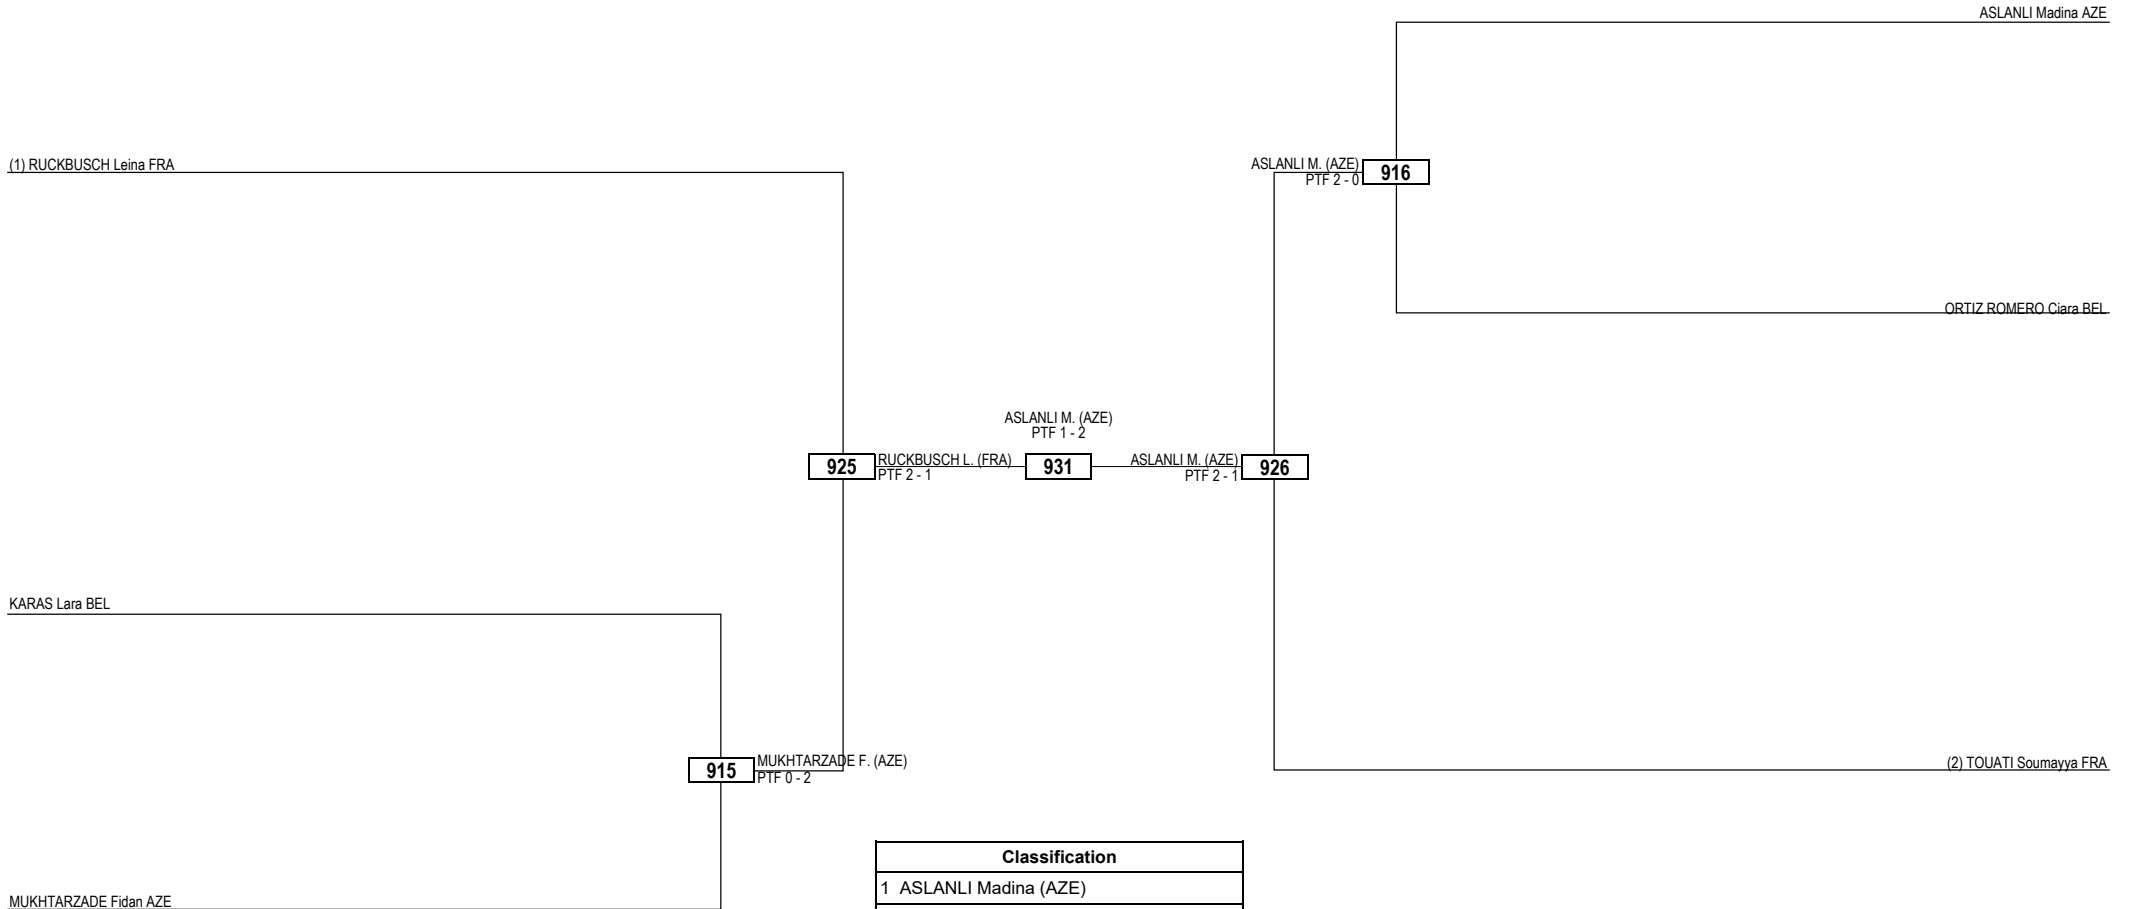 ASLANLI Madina AZE
(1) RUCKBUSCH Leina FRA
ASLANLI M. (AZE)
PTF 2 - 0
916
ORTIZ ROMERO Ciara BEL
ASLANLI M. (AZE)
PTF 1 - 2
925
RUCKBUSCH L. (FRA)
PTF 2 - 1
931
ASLANLI M. (AZE)
PTF 2 - 1
926
KARAS Lara BEL
915
MUKHTARZADE F. (AZE)
PTF 0 - 2
(2) TOUATI Soumayya FRA
Classification
1 ASLANLI Madina (AZE)
MUKHTARZADE Fidan AZE